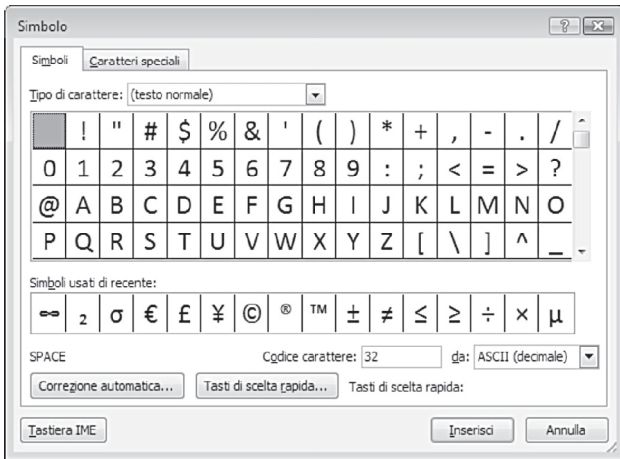 Simbolo
Simboli Caratteri speciali
Tipo di carattere: (testo normale)
! " # $ % & ' ( ) * + , - . /
0 1 2 3 4 5 6 7 8 9 : ; < = > ?
@ A B C D E F G H I J K L M N O
P Q R S T U V W X Y Z [ \ ] ^ _
Simboli usati di recente:
∞ ₂ σ € £ ¥ © ® ™ ± ≠ ≤ ≥ ÷ × µ
SPACE Codice carattere: 32 da: ASCII (decimale)
Correzione automatica... Tasti di scelta rapida... Tasti di scelta rapida:
Tastiera IME Inserisci Annulla